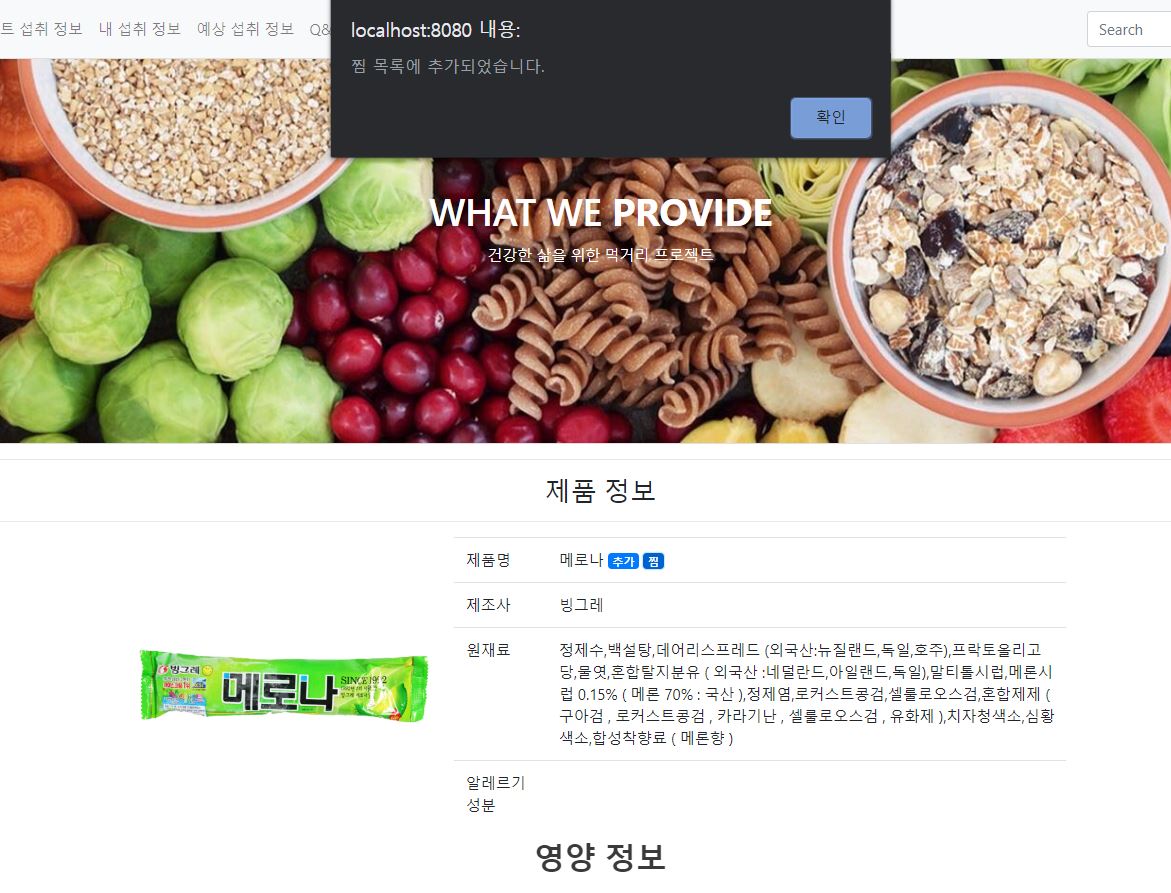 트 섭취 정보 내 섭취 정보 예상 섭취 정보 Q&
Search
localhost:8080 내용:
찜 목록에 추가되었습니다.
확인
WHAT WE PROVIDE
건강한 삶을 위한 먹거리 프로젝트
제품 정보
제품명 메로나 추가 찜
제조사 빙그레
원재료 정제수,백설탕,데어리스프레드 (외국산:뉴질랜드,독일,호주),프락토올리고
당,물엿,혼합탈지분유 ( 외국산 :네덜란드,아일랜드,독일),말티톨시럽,메론시
럽 0.15% ( 메론 70% : 국산 ),정제염,로커스트콩검,셀룰로오스검,혼합제제 (
구아검 , 로커스트콩검 , 카라기난 , 셀룰로오스검 , 유화제 ),치자청색소,심황
색소,합성착향료 ( 메론향 )
빙그레
메로나
SINCE 1992
알레르기
성분
영양 정보